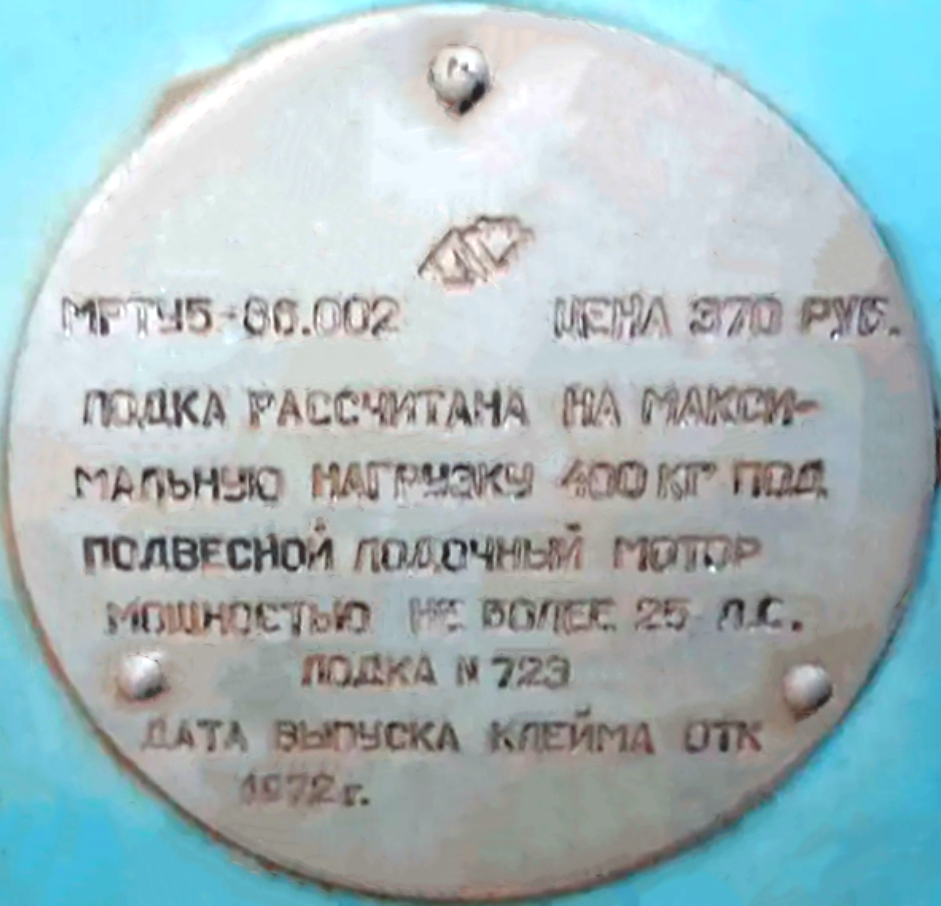 МРТУ5-86.002 ЦЕНА 370 РУБ.
ЛОДКА РАССЧИТАНА НА МАКСИ-
МАЛЬНУЮ НАГРУЗКУ 400 КГ ПОД
ПОДВЕСНОЙ ЛОДОЧНЫЙ МОТОР
МОЩНОСТЬЮ НЕ БОЛЕЕ 25 Л.С.
ЛОДКА N 723
ДАТА ВЫПУСКА КЛЕЙМА ОТК
1972 г.